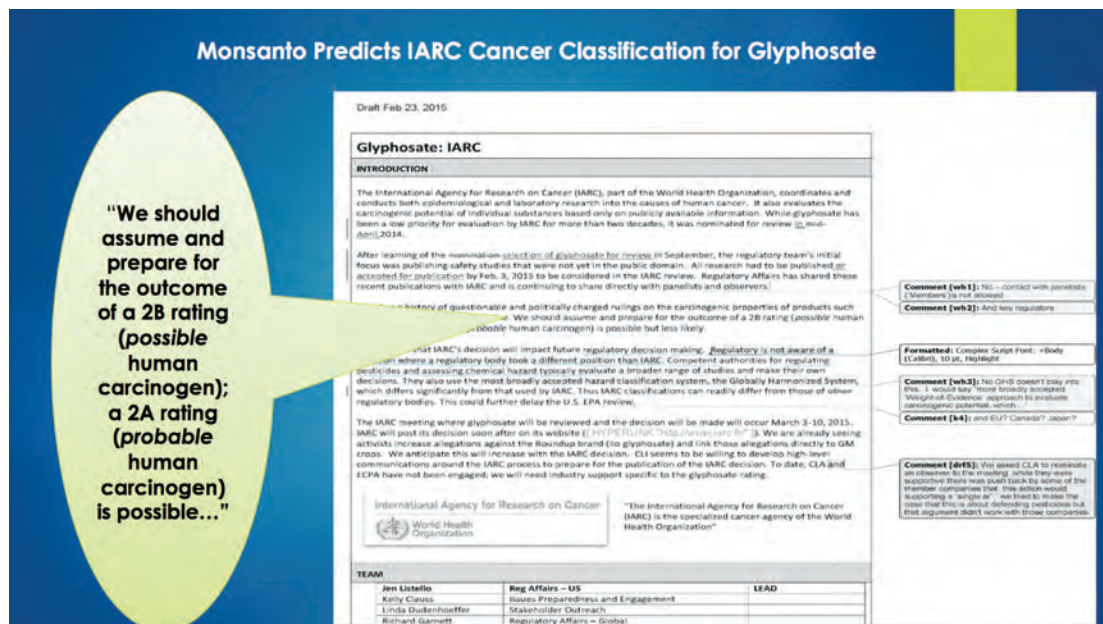 Monsanto Predicts IARC Cancer Classification for Glyphosate
"We should
assume and
prepare for
the outcome
of a 2B rating
(possible
human
carcinogen);
a 2A rating
(probable
human
carcinogen)
is possible…"
Draft Feb 23, 2015
Glyphosate: IARC
INTRODUCTION
The International Agency for Research on Cancer (IARC), part of the World Health Organization, coordinates and
conducts both epidemiological and laboratory research into the causes of human cancer. It also evaluates the
carcinogenic potential of individual substances based only on publicly available information. While glyphosate has
been a low priority for evaluation by IARC for more than two decades, it was nominated for review in mid-
April 2014.
After learning of the nomination selection of glyphosate for review in September, the regulatory team's initial
focus was publishing safety studies that were not yet in the public domain. All research had to be published or
accepted for publication by Feb. 3, 2015 to be considered in the IARC review. Regulatory Affairs has shared these
recent publications with IARC and is continuing to share directly with panelists and observers.
history of questionable and politically charged rulings on the carcinogenic properties of products such
We should assume and prepare for the outcome of a 2B rating (possible human
human carcinogen) is possible but less likely.
that IARC's decision will impact future regulatory decision making. Regulatory is not aware of a
where a regulatory body took a different position than IARC. Competent authorities for regulating
pesticides and assessing chemical hazard typically evaluate a broader range of studies and make their own
decisions. They also use the most broadly accepted hazard classification system, the Globally Harmonized System,
which differs significantly from that used by IARC. Thus IARC classifications can readily differ from those of other
regulatory bodies. This could further delay the U.S. EPA review.
The IARC meeting where glyphosate will be reviewed and the decision will be made will occur March 3-10, 2015.
IARC will post its decision soon after on its website ({ HYPERLINK "http://www.iarc.fr/" }). We are already seeing
activists increase allegations against the Roundup brand (to glyphosate) and link those allegations directly to GM
crops. We anticipate this will increase with the IARC decision. CLI seems to be willing to develop high-level
communications around the IARC process to prepare for the publication of the IARC decision. To date, CLA and
ECPA have not been engaged; we will need industry support specific to the glyphosate rating.
International Agency for Research on Cancer
World Health
Organization
"The International Agency for Research on Cancer
(IARC) is the specialized cancer agency of the World
Health Organization"
TEAM
Jen Listello Reg Affairs – US LEAD
Kelly Clauss Issues Preparedness and Engagement
Linda Dudenhoeffer Stakeholder Outreach
Richard Garnett Regulatory Affairs – Global
Comment [wh1]: No – contact with panelists
('Members') is not allowed
Comment [wh2]: And key regulators
Formatted: Complex Script Font: +Body
(Calibri), 10 pt, Highlight
Comment [wh3]: No GHS doesn't play into
this. I would say "more broadly accepted
'Weight-of-Evidence' approach to evaluate
carcinogenic potential, which…"
Comment [k4]: and EU? Canada? Japan?
Comment [drf5]: We asked CLA to nominate
an observer to the meeting, while they were
supportive there was push back by some of the
member companies that this action would
supporting a 'single ai' we tried to make the
case that this is about defending pesticides but
that argument didn't work with those companies.